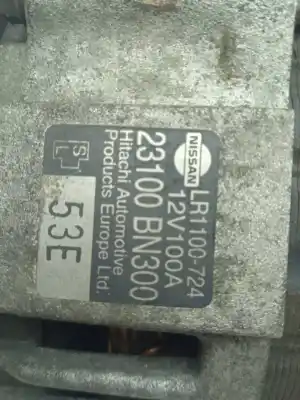 NISSAN
LR1100-724
12V100A
23100 BN300
Hitachi Automotive
Products Europe Ltd.
S
L
53E